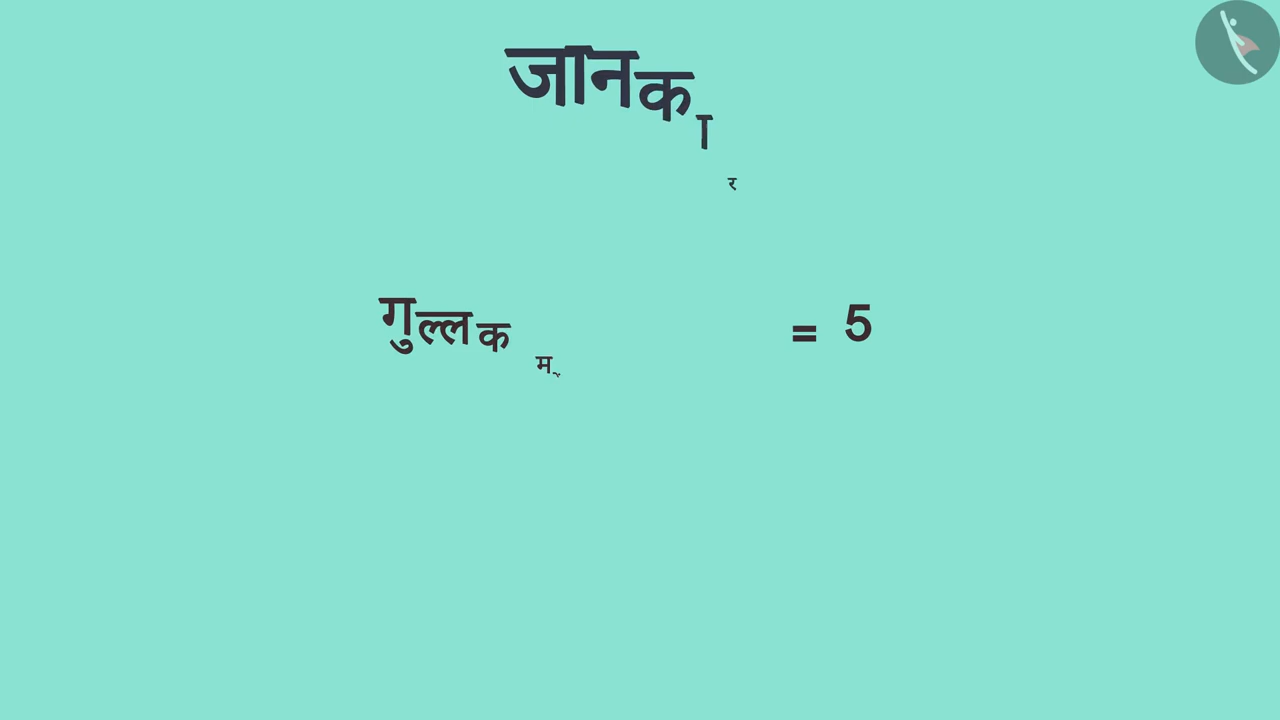 जानकार
गुल्लक में = 5